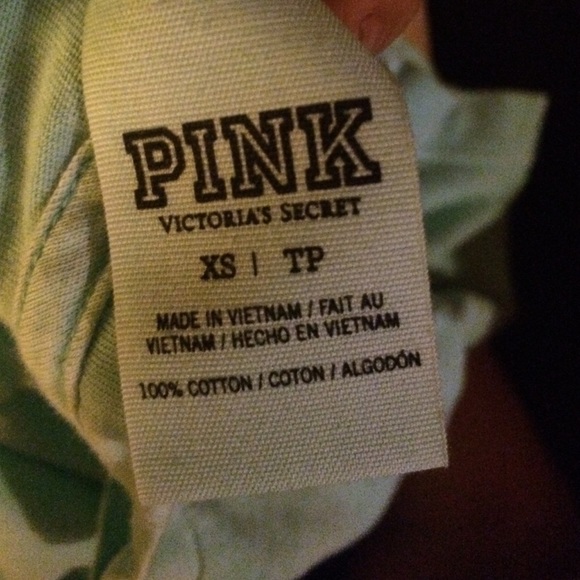 PINK
VICTORIA'S SECRET
XS | TP
MADE IN VIETNAM / FAIT AU
VIETNAM / HECHO EN VIETNAM
100% COTTON / COTON / ALGODÓN